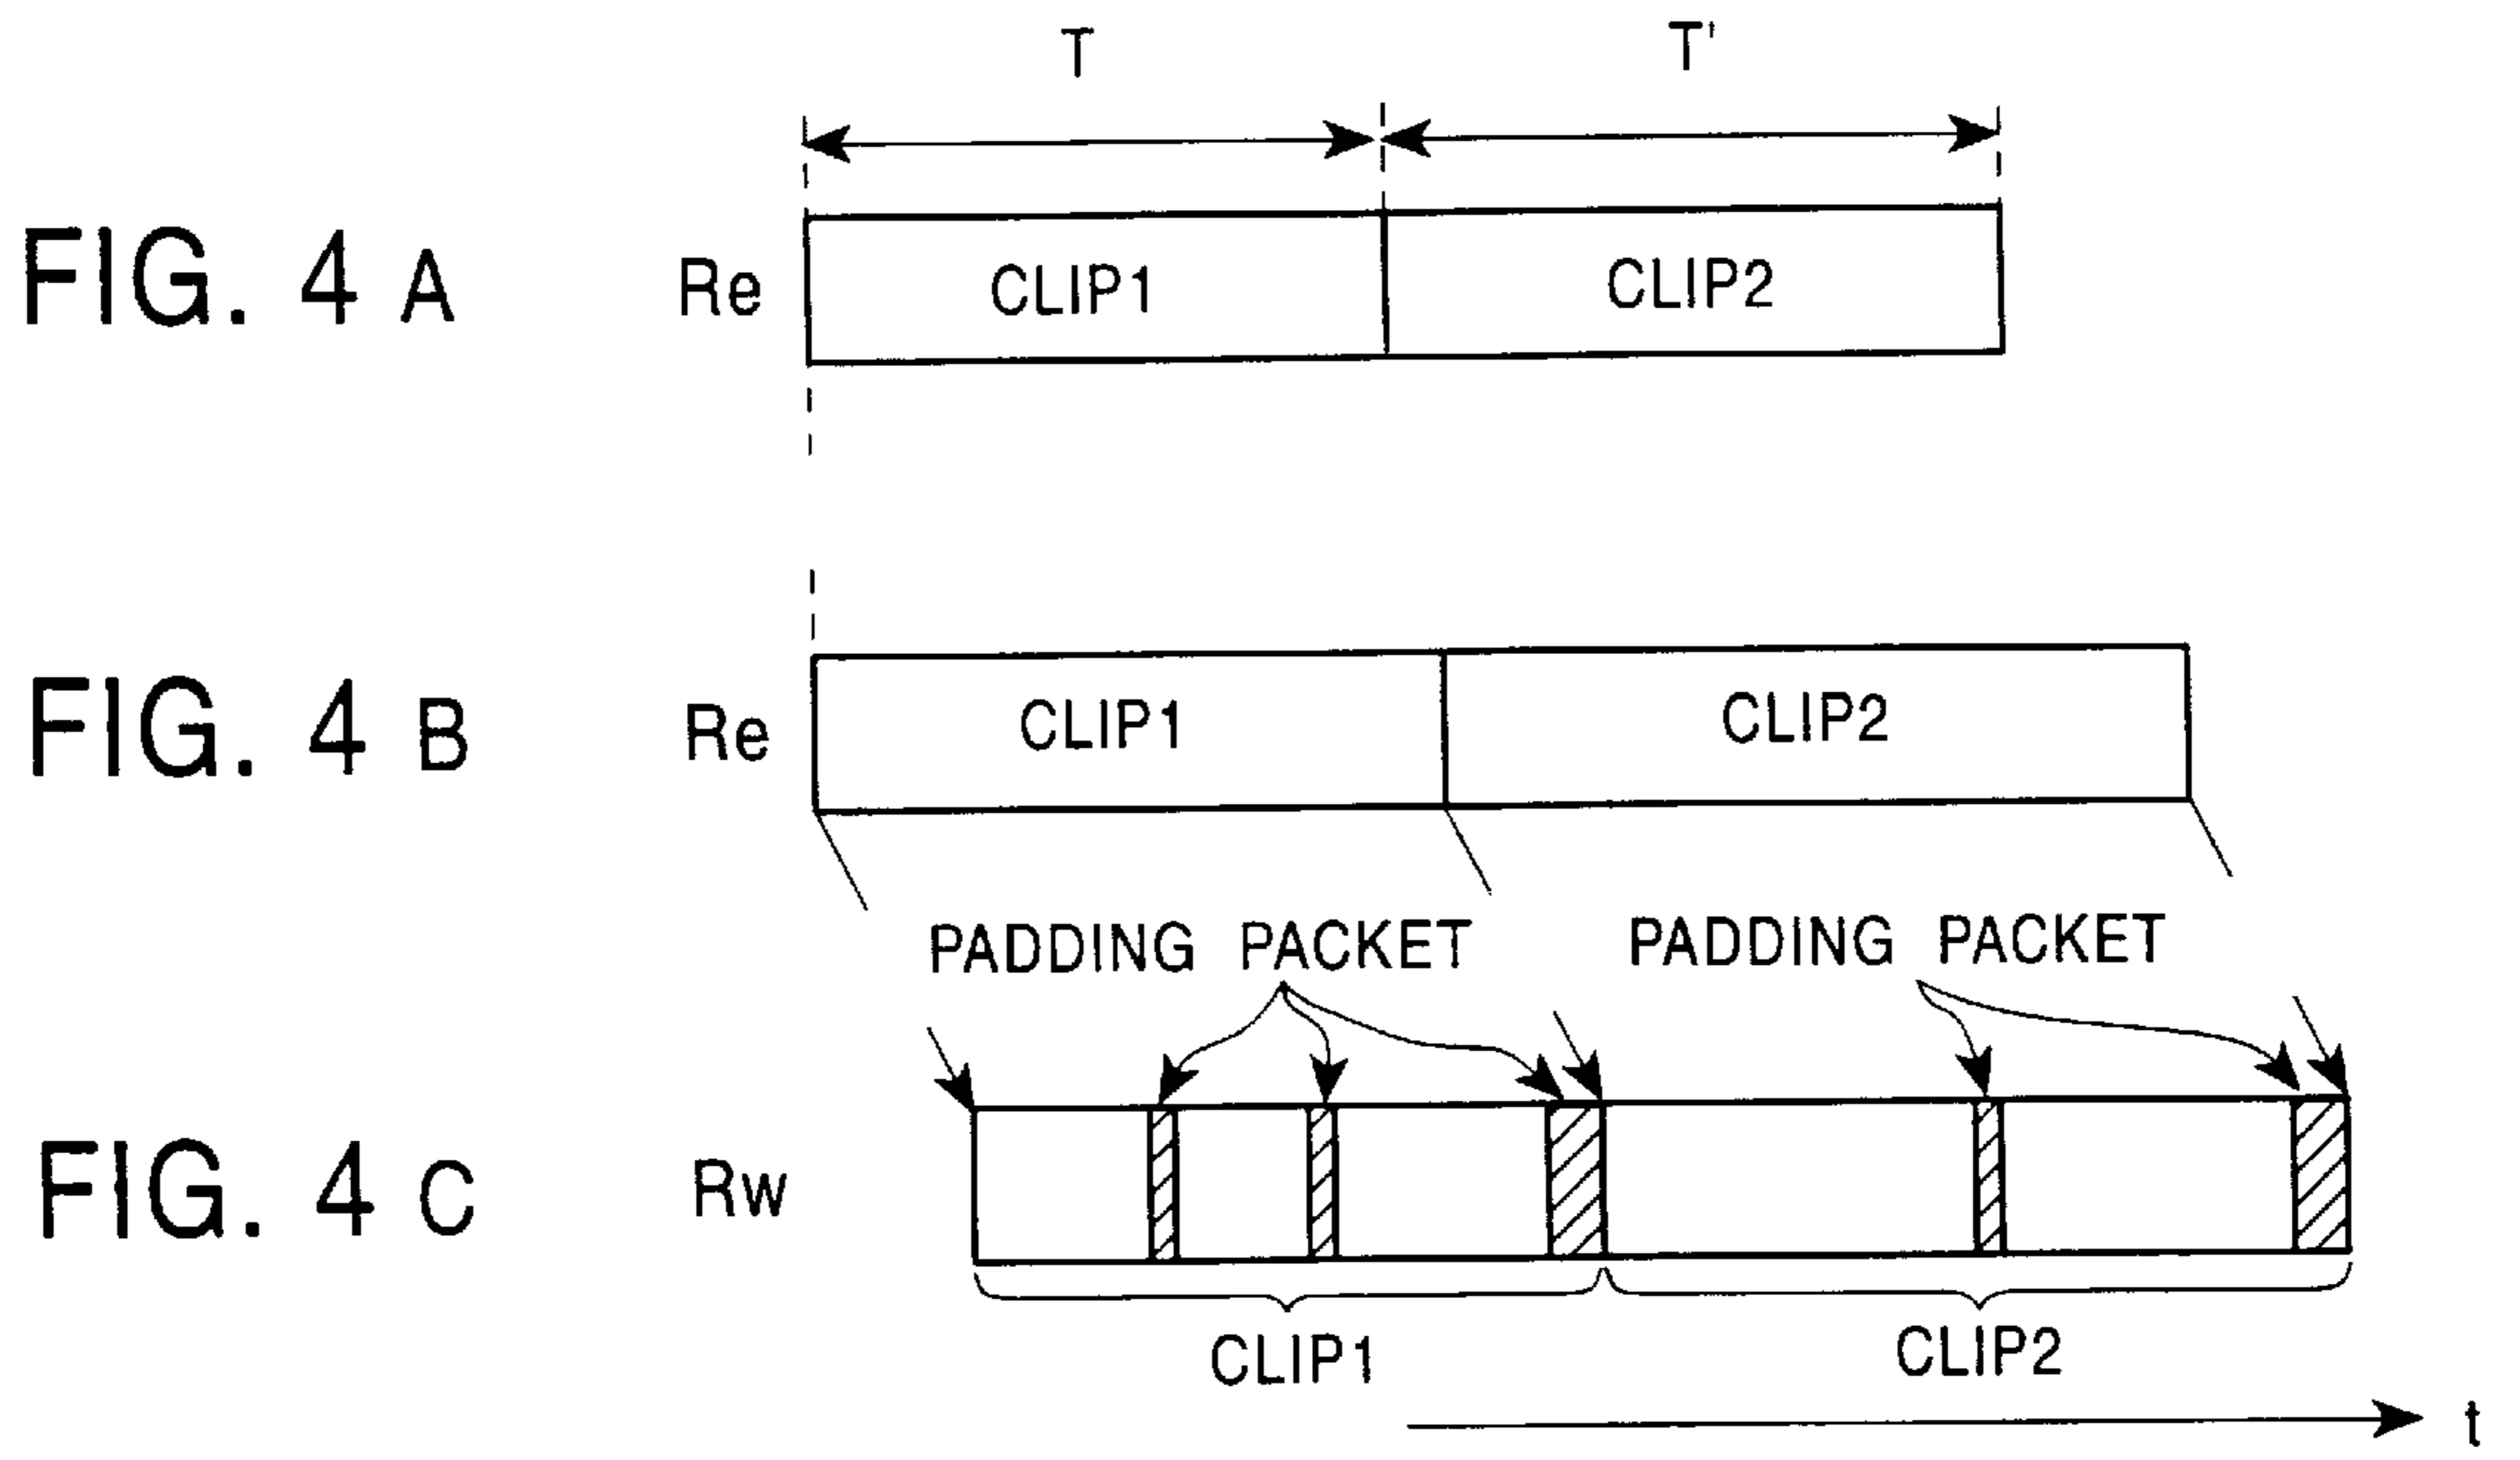 T T'
FIG. 4 A Re CLIP1 CLIP2
FIG. 4 B Re CLIP1 CLIP2
PADDING PACKET PADDING PACKET
FIG. 4 C Rw
CLIP1 CLIP2
t